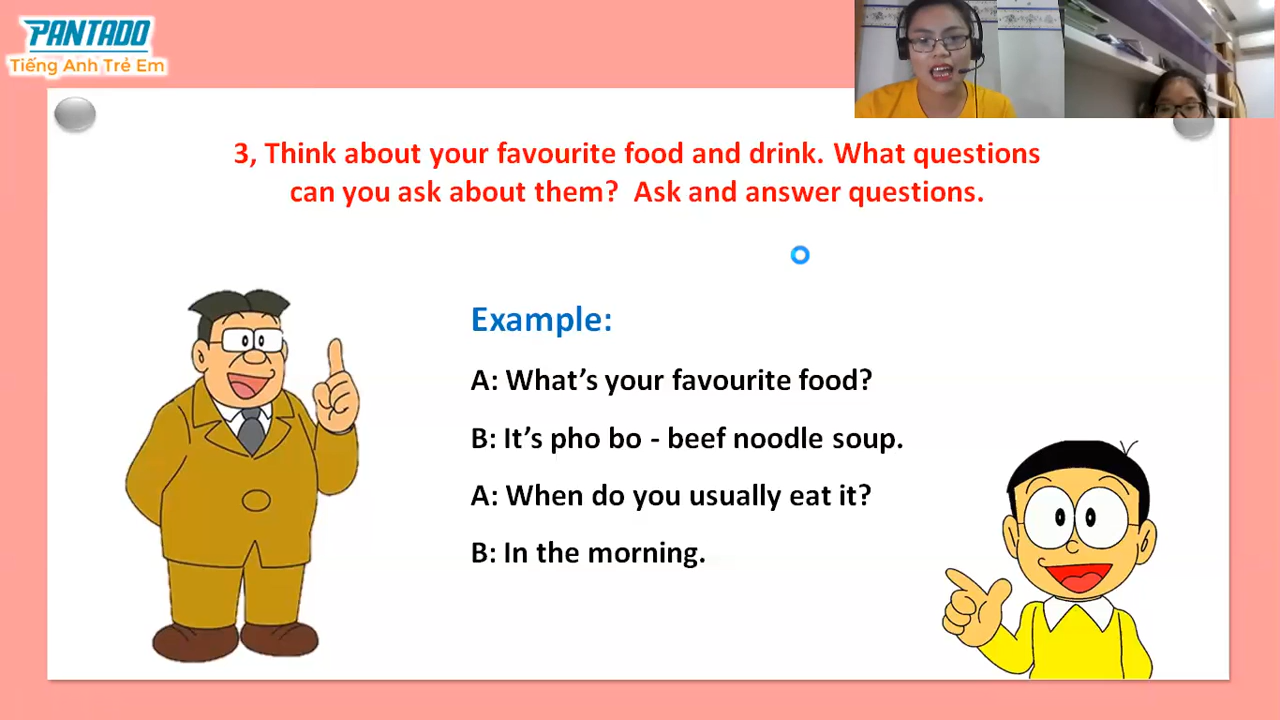 PANTADO
Tiếng Anh Trẻ Em
3, Think about your favourite food and drink. What questions
can you ask about them?  Ask and answer questions.
Example:
A: What’s your favourite food?
B: It’s pho bo - beef noodle soup.
A: When do you usually eat it?
B: In the morning.